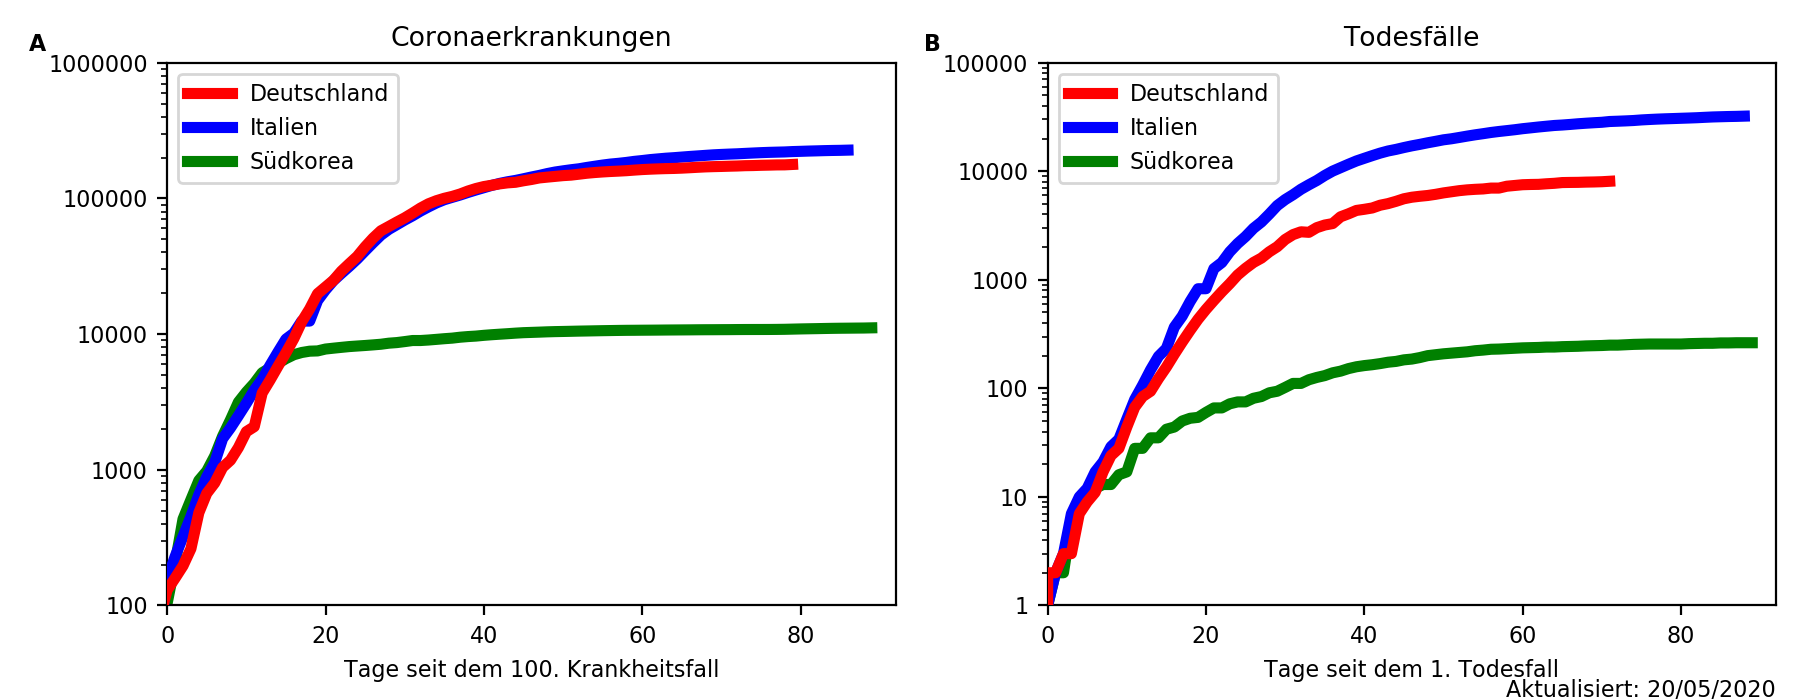 A
Coronaerkrankungen
1000000
100000
10000
1000
100
Deutschland
Italien
Südkorea
0 20 40 60 80
Tage seit dem 100. Krankheitsfall
B
Todesfälle
100000
10000
1000
100
10
1
Deutschland
Italien
Südkorea
0 20 40 60 80
Tage seit dem 1. Todesfall
Aktualisiert: 20/05/2020